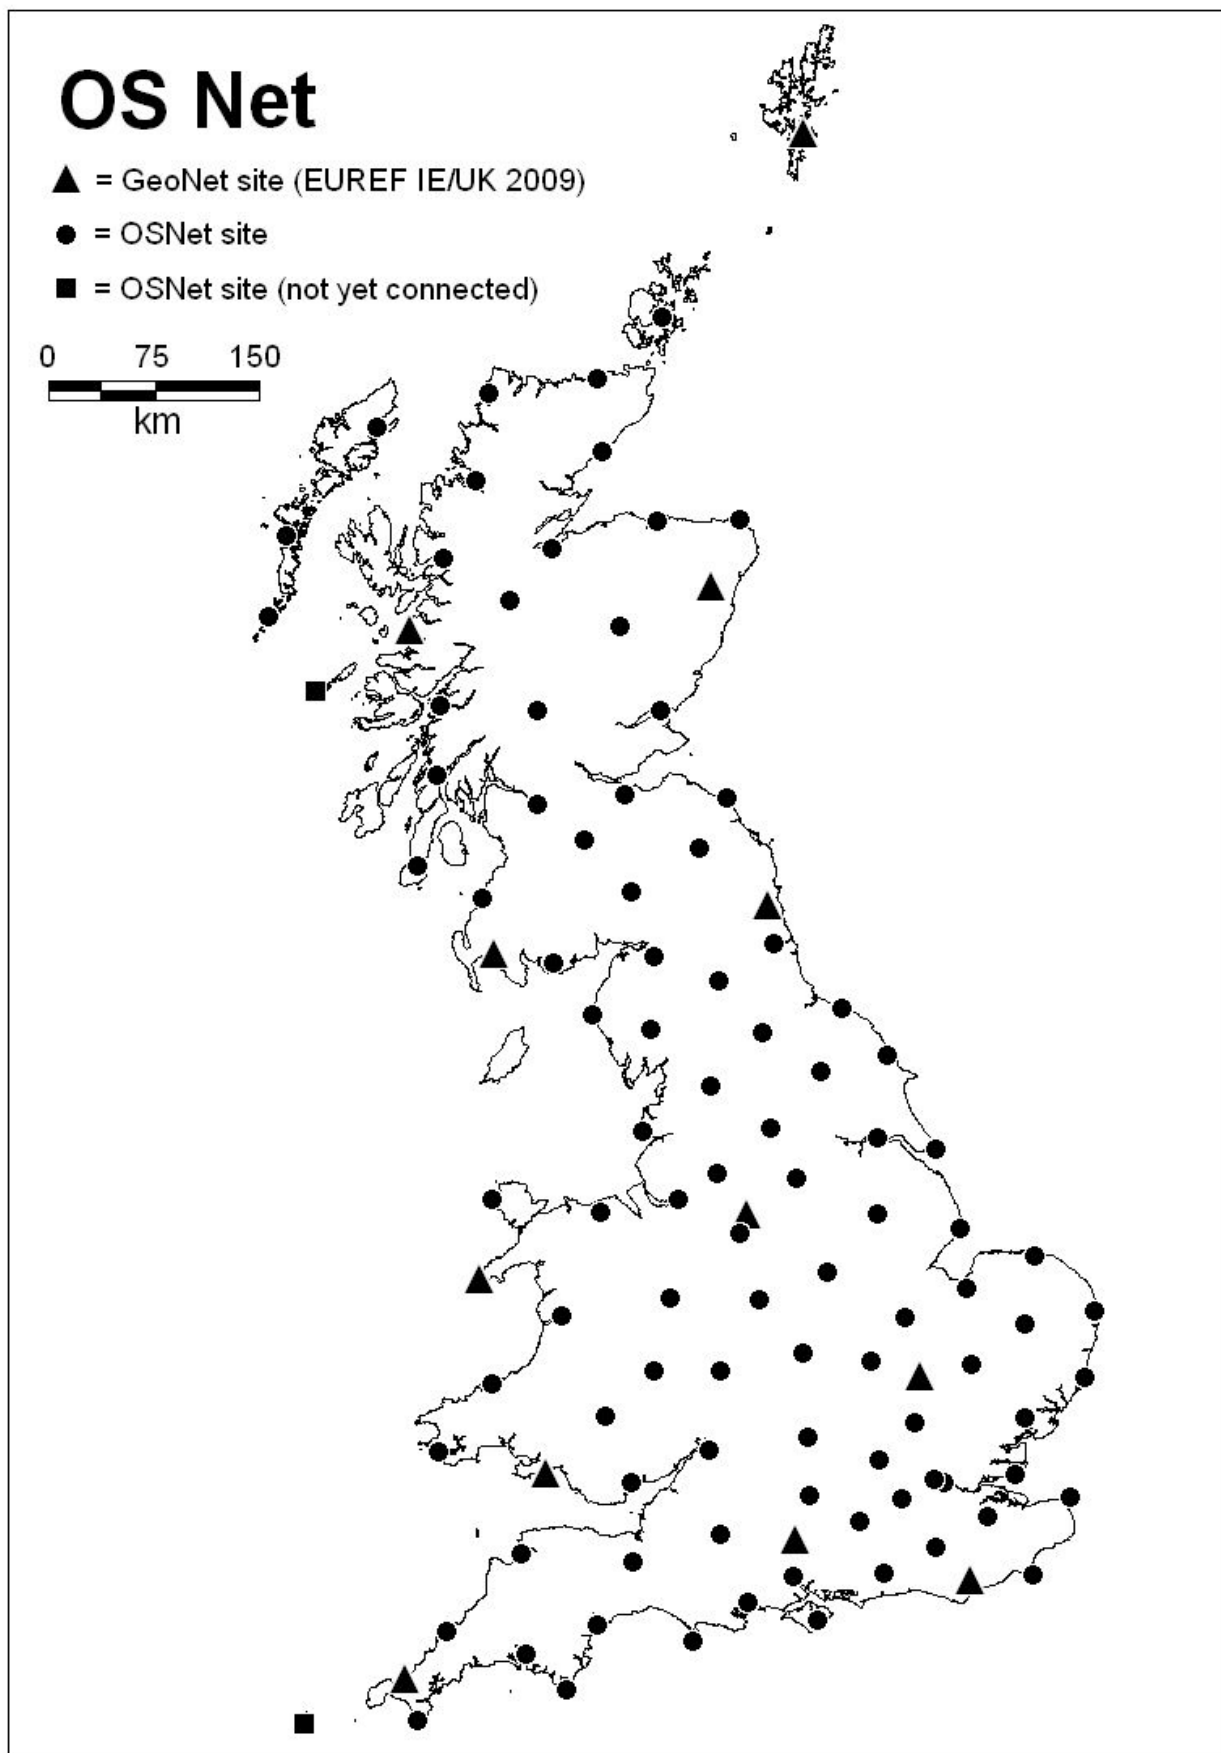 OS Net
= GeoNet site (EUREF IE/UK 2009)
= OSNet site
= OSNet site (not yet connected)
0 75 150
km